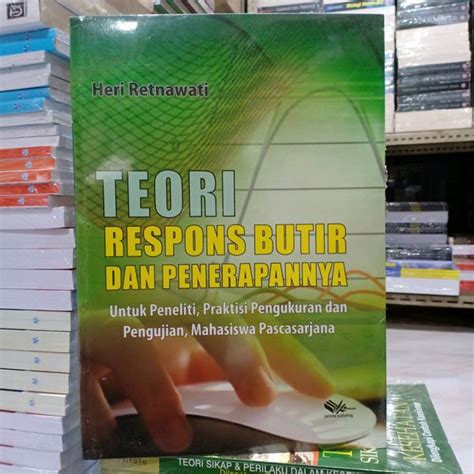 Heri Retnawati
TEORI
RESPONS BUTIR
DAN PENERAPANNYA
Untuk Peneliti, Praktisi Pengukuran dan
Pengujian, Mahasiswa Pascasarjana
TEORI SIKAP & PERILAKU DALAM